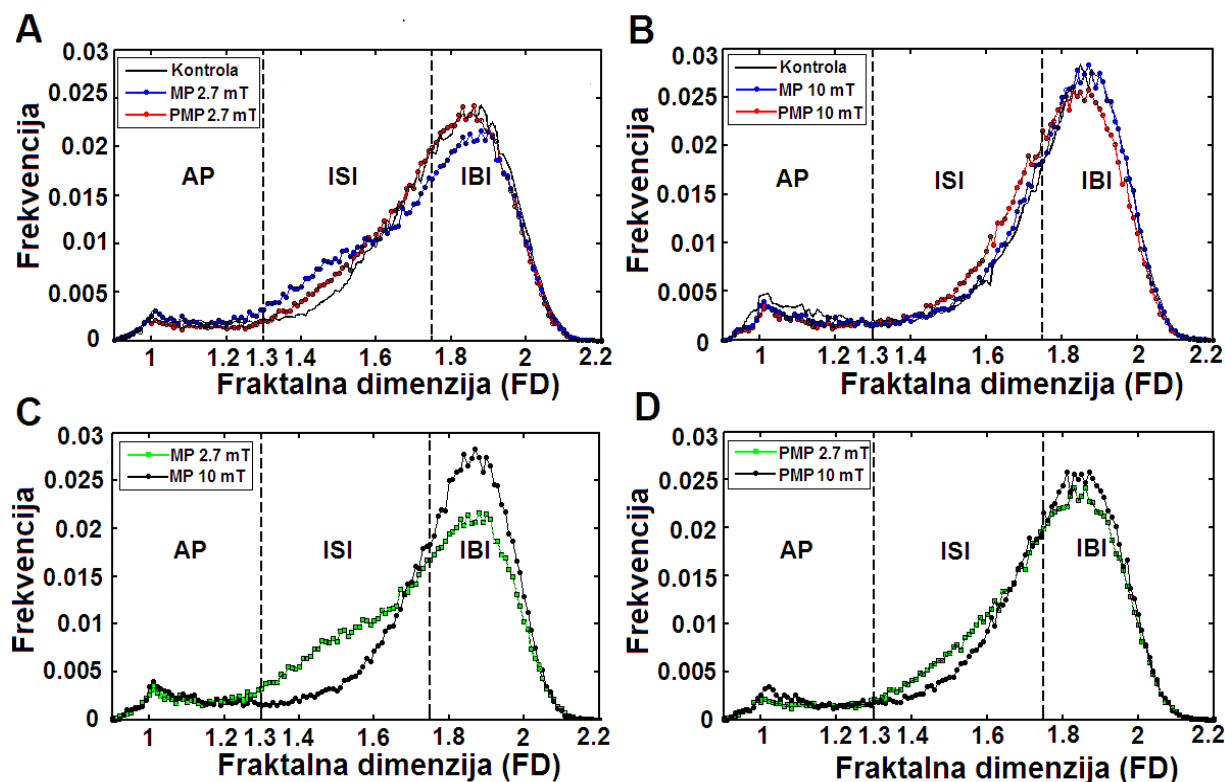 A
Frekvencija
0.03
0.025
0.02
0.015
0.01
0.005
0
Kontrola
MP 2.7 mT
PMP 2.7 mT
AP
ISI
IBI
1
1.2
1.3
1.4
1.6
1.8
2
2.2
Fraktalna dimenzija (FD)
B
Frekvencija
0.03
0.025
0.02
0.015
0.01
0.005
0
Kontrola
MP 10 mT
PMP 10 mT
AP
ISI
IBI
1
1.2
1.3
1.4
1.6
1.8
2
2.2
Fraktalna dimenzija (FD)
C
Frekvencija
0.03
0.025
0.02
0.015
0.01
0.005
0
MP 2.7 mT
MP 10 mT
AP
ISI
IBI
1
1.2
1.3
1.4
1.6
1.8
2
2.2
Fraktalna dimenzija (FD)
D
Frekvencija
0.03
0.025
0.02
0.015
0.01
0.005
0
PMP 2.7 mT
PMP 10 mT
AP
ISI
IBI
1
1.2
1.3
1.4
1.6
1.8
2
2.2
Fraktalna dimenzija (FD)